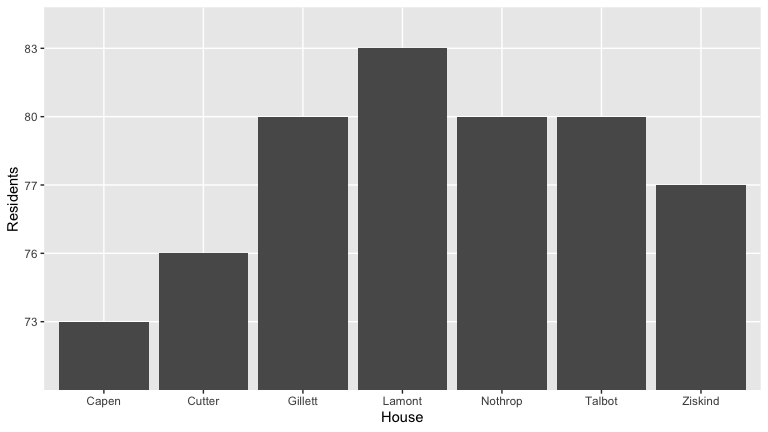 83
80
77
76
73
Residents
Capen Cutter Gillett Lamont Nothrop Talbot Ziskind
House